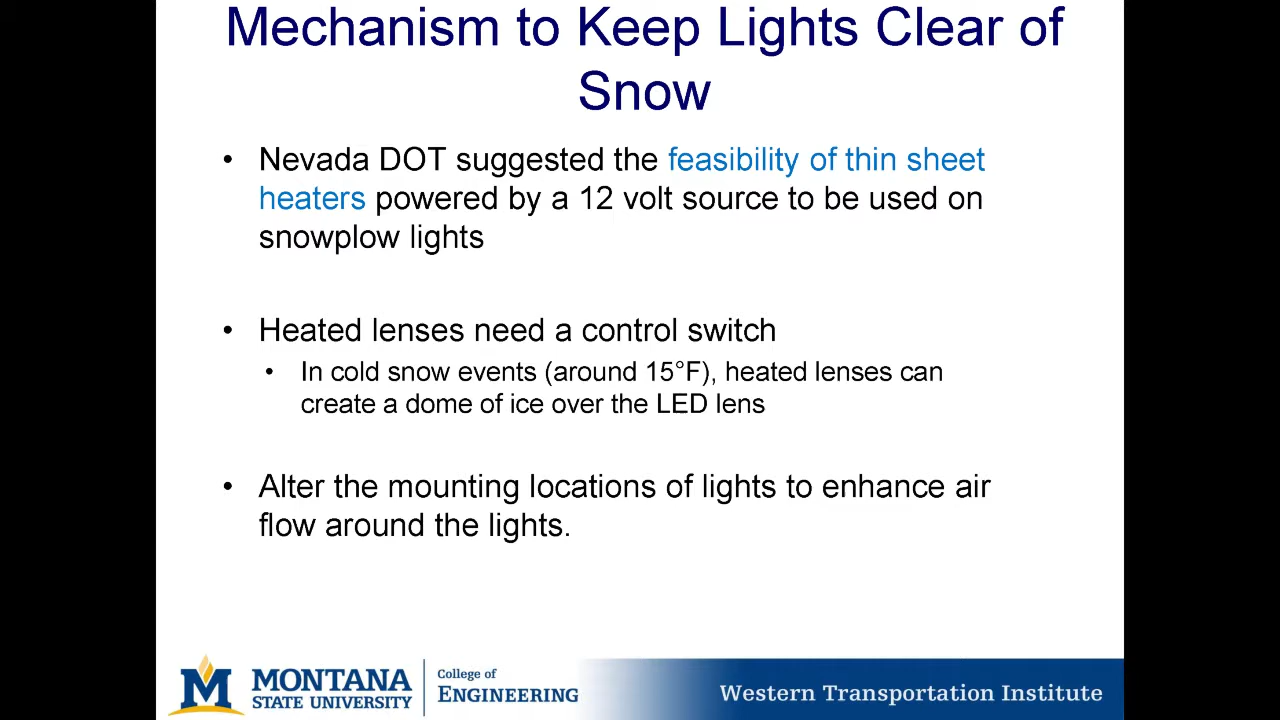 Mechanism to Keep Lights Clear of
Snow
• Nevada DOT suggested the feasibility of thin sheet
heaters powered by a 12 volt source to be used on
snowplow lights
• Heated lenses need a control switch
• In cold snow events (around 15°F), heated lenses can
create a dome of ice over the LED lens
• Alter the mounting locations of lights to enhance air
flow around the lights.
M MONTANA
STATE UNIVERSITY
College of
ENGINEERING
Western Transportation Institute